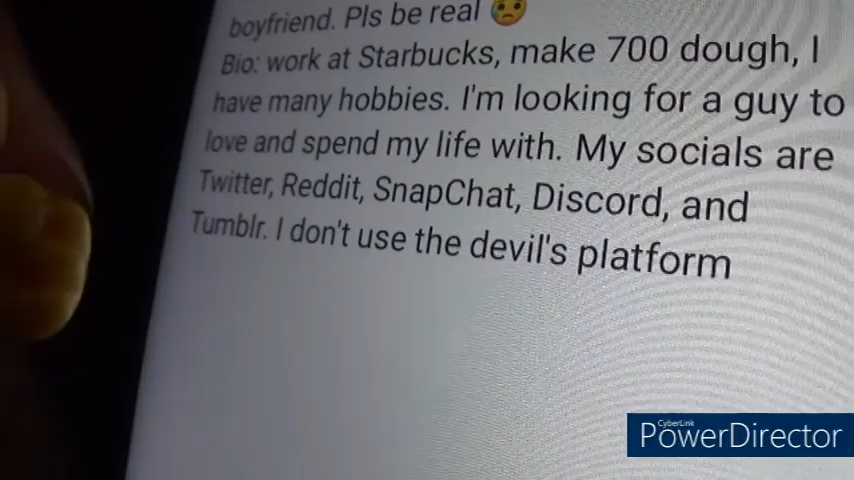 boyfriend. Pls be real 😥
Bio: work at Starbucks, make 700 dough, I
have many hobbies. I'm looking for a guy to
love and spend my life with. My socials are
Twitter, Reddit, SnapChat, Discord, and
Tumblr. I don't use the devil's platform
CyberLink
PowerDirector